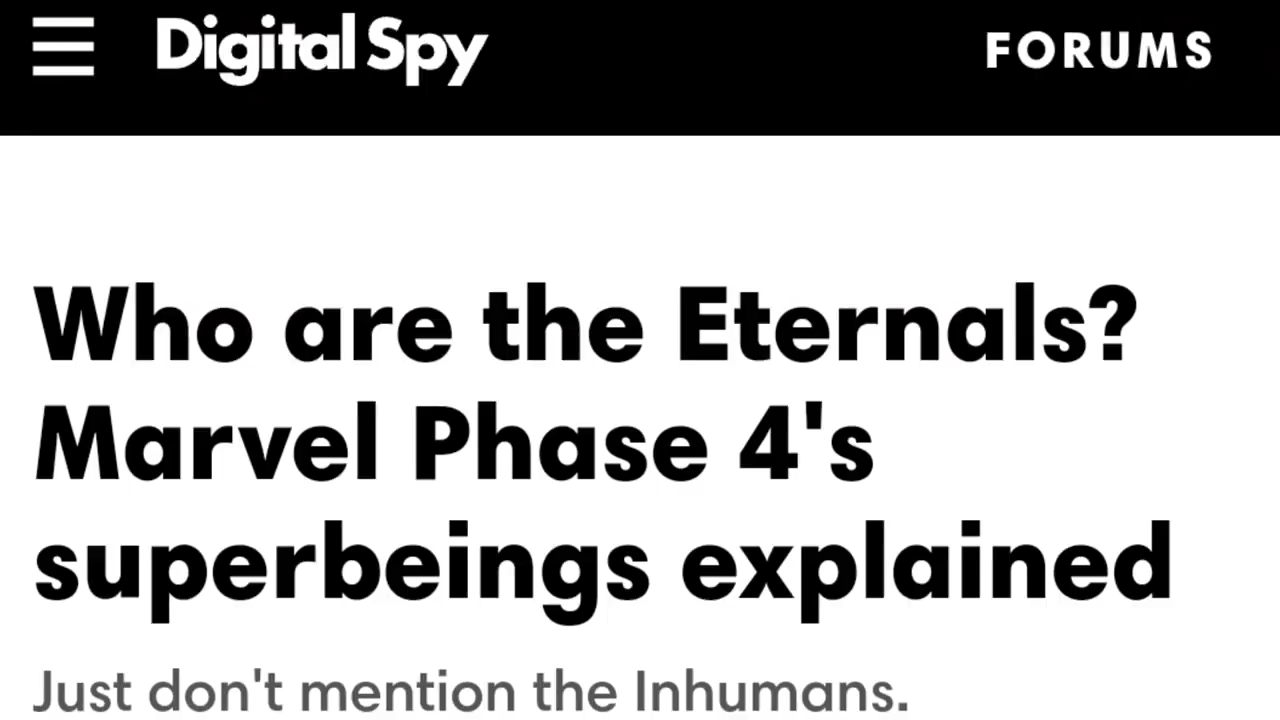 Digital Spy
FORUMS
Who are the Eternals?
Marvel Phase 4's
superbeings explained
Just don't mention the Inhumans.